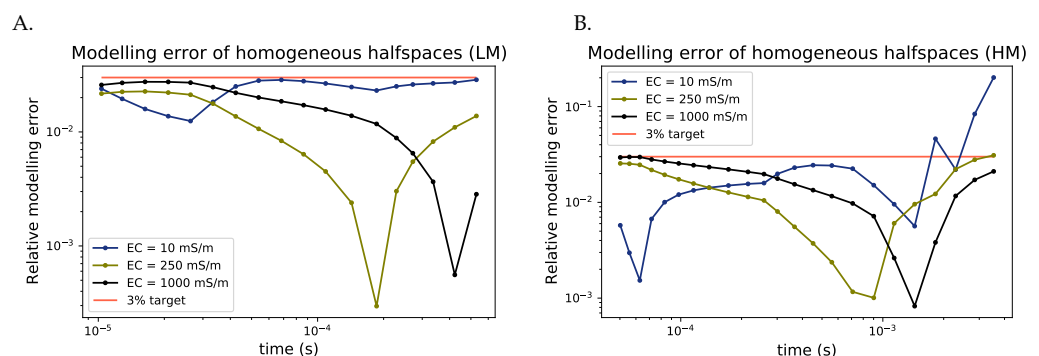 A.
Modelling error of homogeneous halfspaces (LM)
Relative modelling error
10⁻²
10⁻³
EC = 10 mS/m
EC = 250 mS/m
EC = 1000 mS/m
3% target
10⁻⁵
10⁻⁴
time (s)
B.
Modelling error of homogeneous halfspaces (HM)
Relative modelling error
10⁻¹
10⁻²
10⁻³
EC = 10 mS/m
EC = 250 mS/m
EC = 1000 mS/m
3% target
10⁻⁴
10⁻³
time (s)